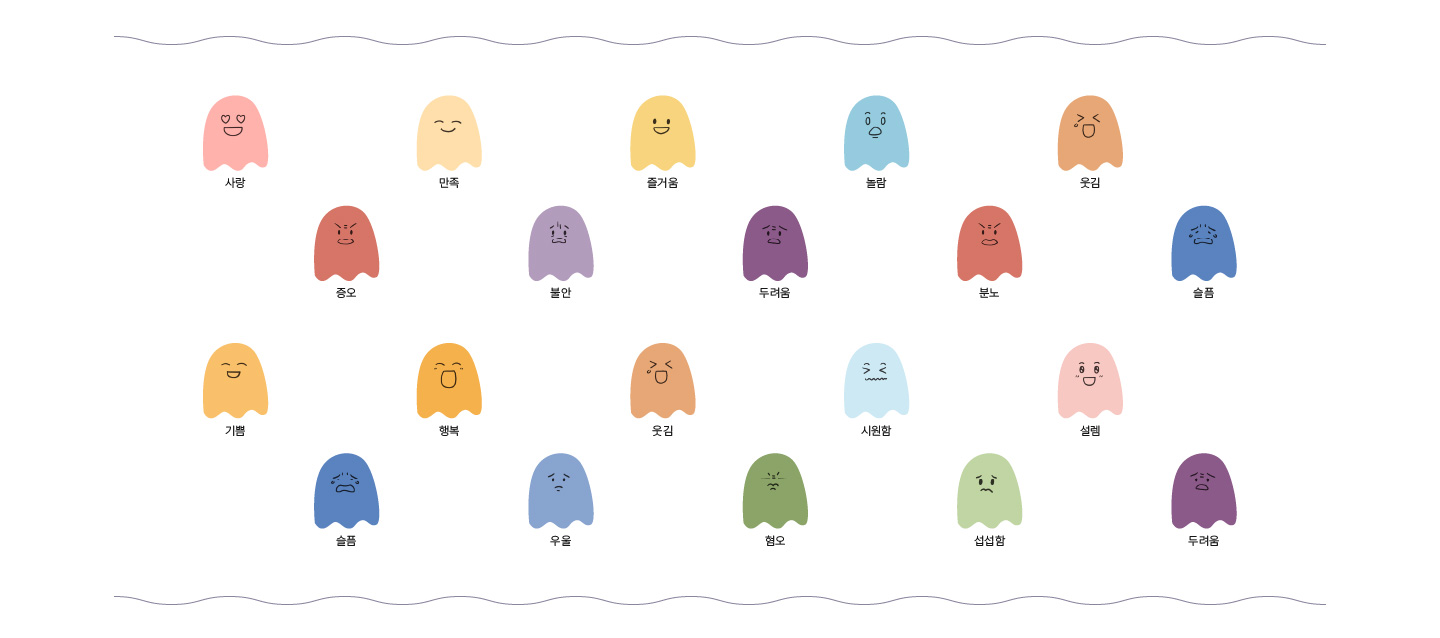 사랑 만족 즐거움 놀람 웃김
증오 불안 두려움 분노 슬픔
기쁨 행복 웃김 시원함 설렘
슬픔 우울 혐오 섭섭함 두려움